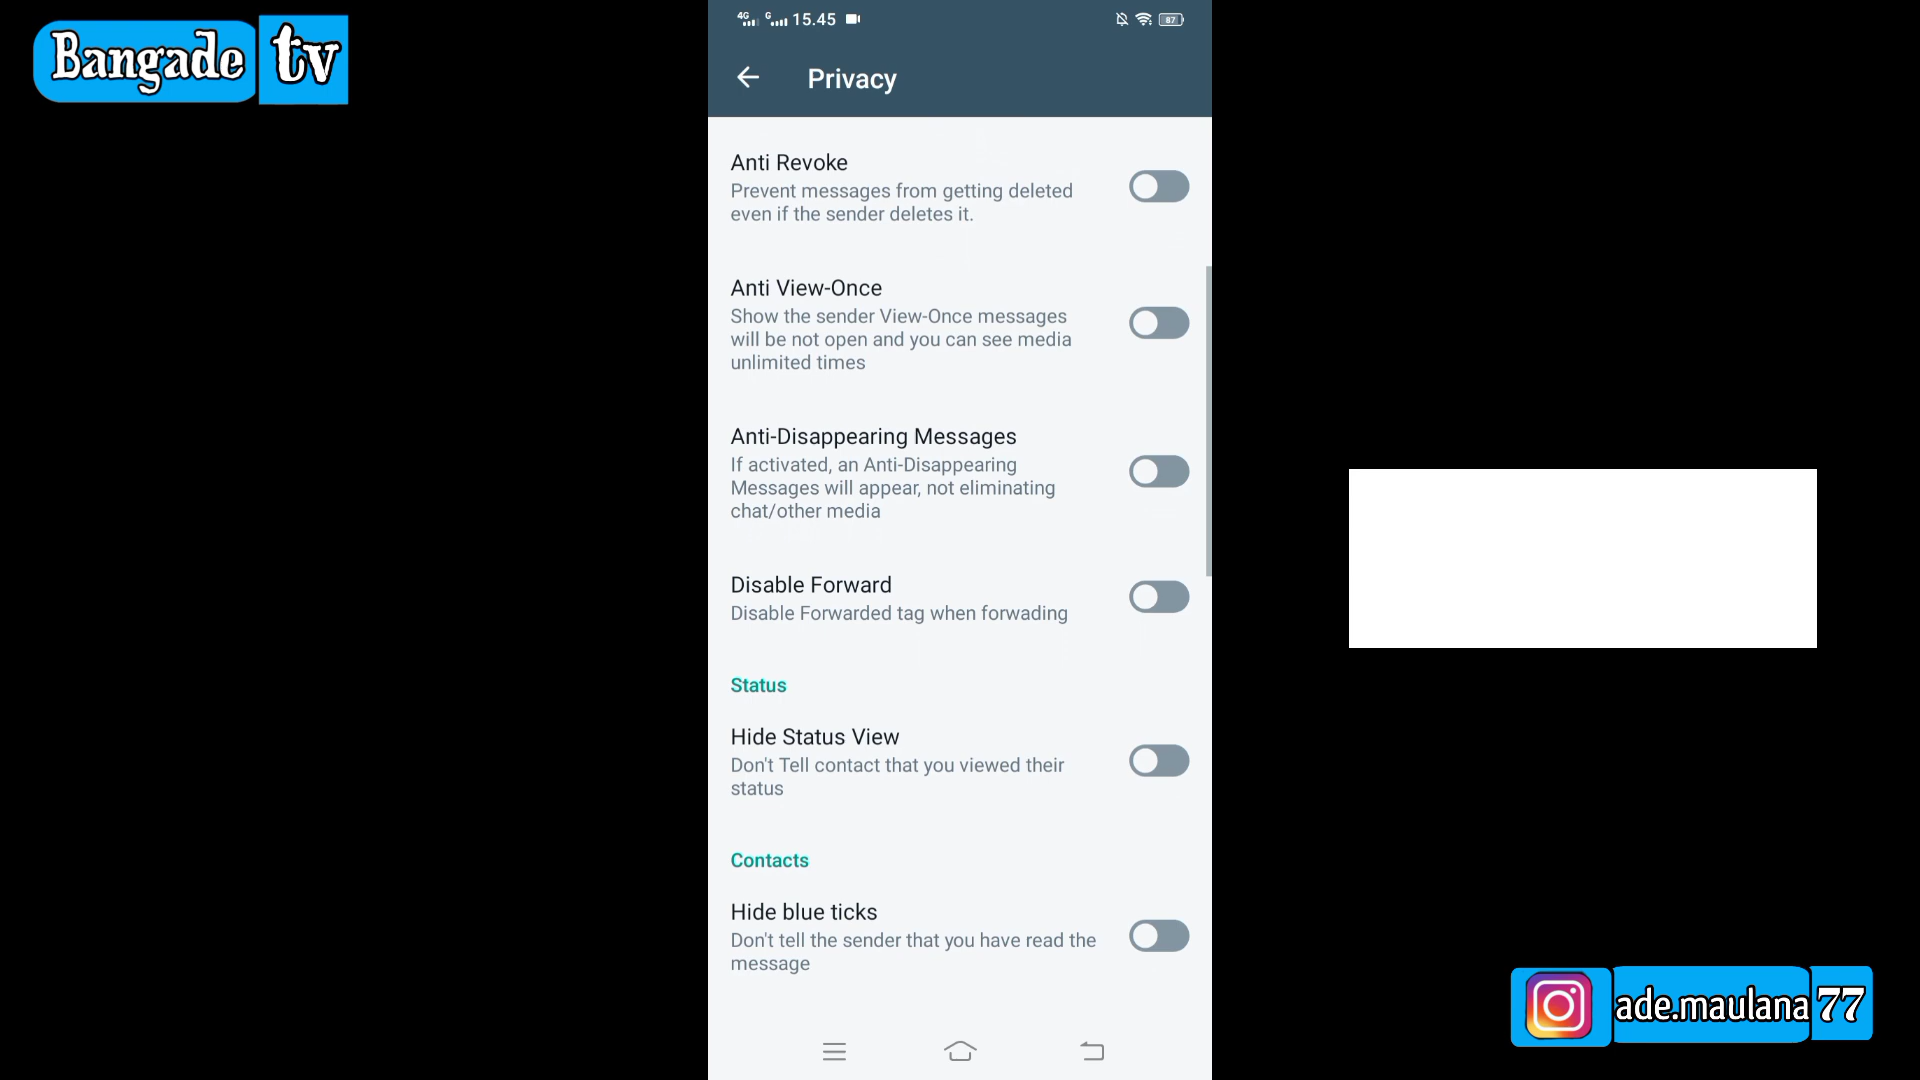 Bangade tv
4G G 15.45 87
Privacy
Anti Revoke
Prevent messages from getting deleted
even if the sender deletes it.
Anti View-Once
Show the sender View-Once messages
will be not open and you can see media
unlimited times
Anti-Disappearing Messages
If activated, an Anti-Disappearing
Messages will appear, not eliminating
chat/other media
Disable Forward
Disable Forwarded tag when forwading
Status
Hide Status View
Don't Tell contact that you viewed their
status
Contacts
Hide blue ticks
Don't tell the sender that you have read the
message
ade.maulana 77